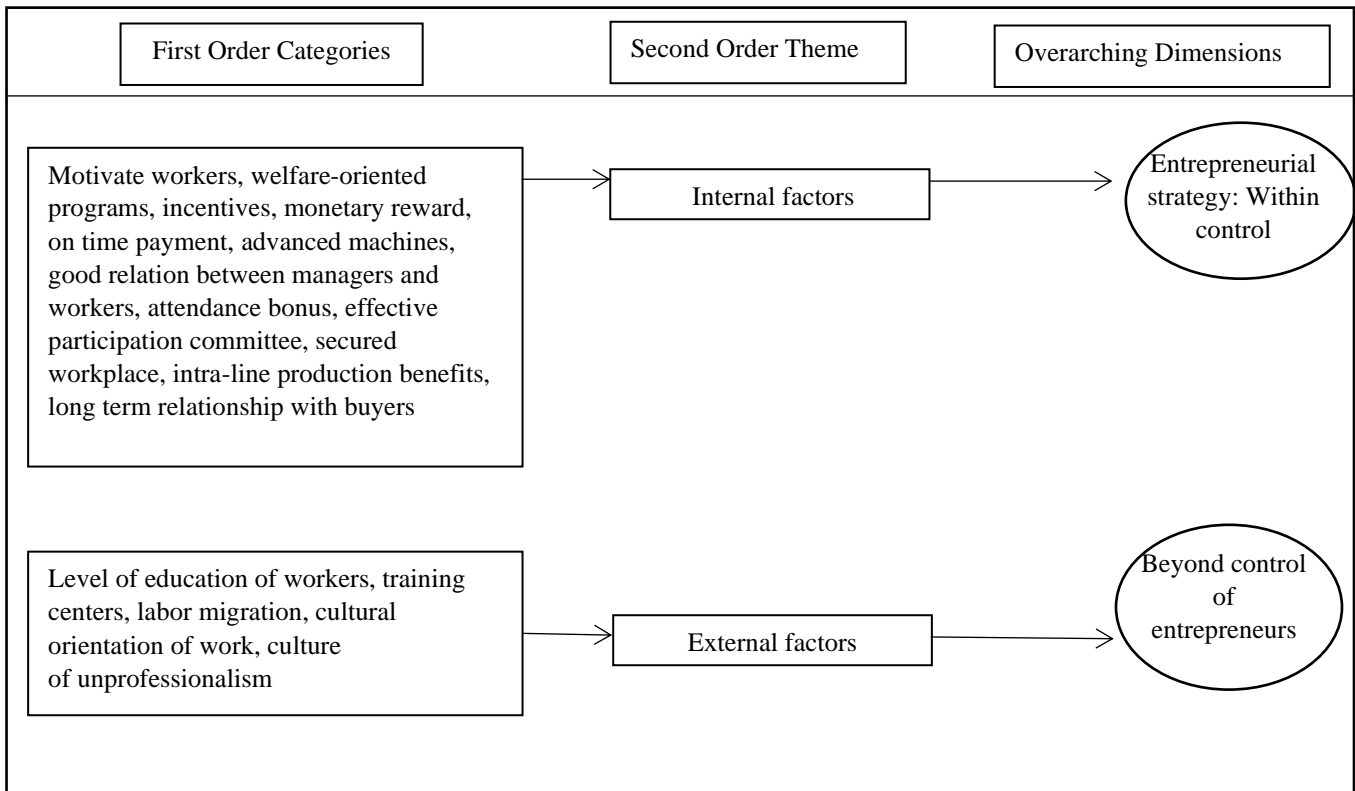 First Order Categories
Second Order Theme
Overarching Dimensions
Motivate workers, welfare-oriented
programs, incentives, monetary reward,
on time payment, advanced machines,
good relation between managers and
workers, attendance bonus, effective
participation committee, secured
workplace, intra-line production benefits,
long term relationship with buyers
Internal factors
Entrepreneurial
strategy: Within
control
Level of education of workers, training
centers, labor migration, cultural
orientation of work, culture
of unprofessionalism
External factors
Beyond control
of
entrepreneurs